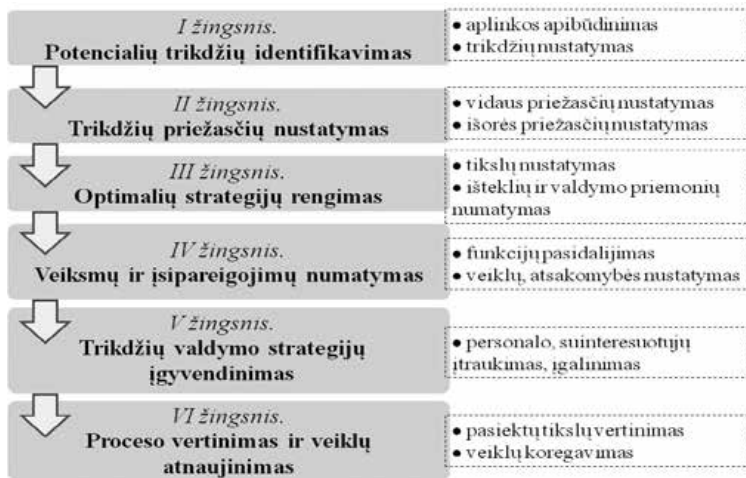 I žingsnis.
Potencialių trikdžių identifikavimas
● aplinkos apibūdinimas
● trikdžių nustatymas
II žingsnis.
Trikdžių priežasčių nustatymas
● vidaus priežasčių nustatymas
● išorės priežasčių nustatymas
III žingsnis.
Optimalių strategijų rengimas
● tikslų nustatymas
● išteklių ir valdymo priemonių
numatymas
IV žingsnis.
Veiksmų ir įsipareigojimų numatymas
● funkcijų pasidalijimas
● veiklų, atsakomybės nustatymas
V žingsnis.
Trikdžių valdymo strategijų
įgyvendinimas
● personalo, suinteresuotųjų
įtraukimas, įgalinimas
VI žingsnis.
Proceso vertinimas ir veiklų
atnaujinimas
● pasiektų tikslų vertinimas
● veiklų koregavimas